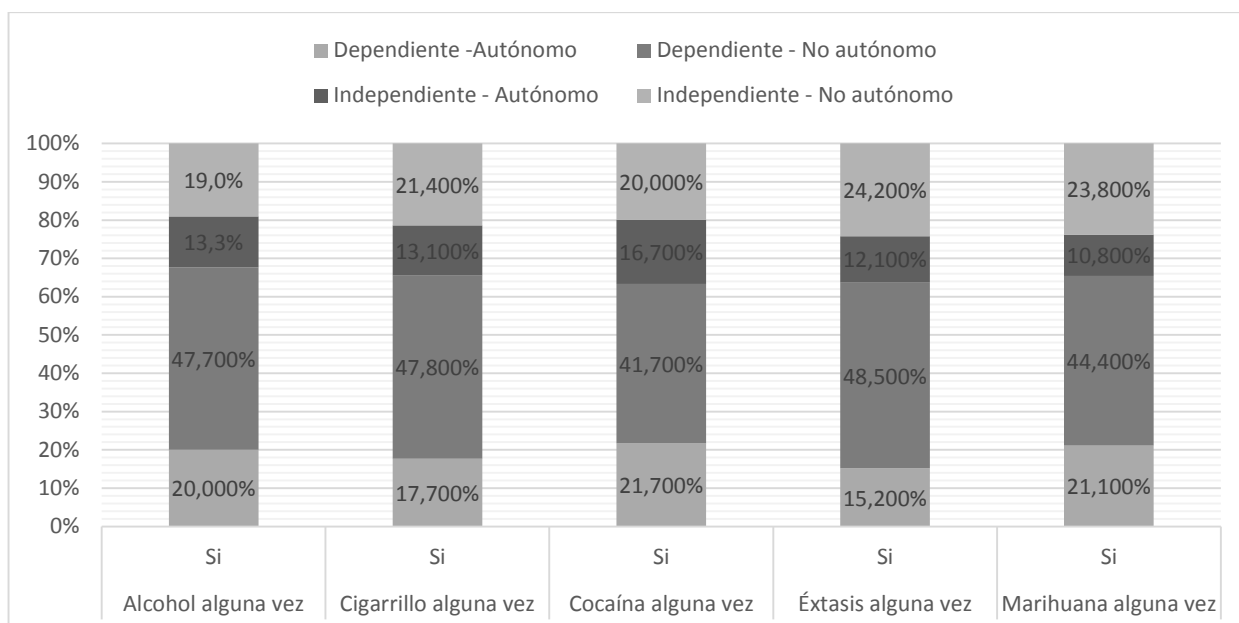 Dependiente -Autónomo Dependiente - No autónomo
Independiente - Autónomo Independiente - No autónomo
100%
90%
80%
70%
60%
50%
40%
30%
20%
10%
0%
19,0% 21,400% 20,000% 24,200% 23,800%
13,3% 13,100% 16,700% 12,100% 10,800%
47,700% 47,800% 41,700% 48,500% 44,400%
20,000% 17,700% 21,700% 15,200% 21,100%
Si Si Si Si Si
Alcohol alguna vez Cigarrillo alguna vez Cocaína alguna vez Éxtasis alguna vez Marihuana alguna vez